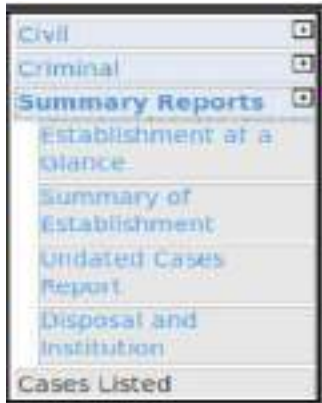 Civil
Criminal
Summary Reports
Establishment at a
Glance
Summary of
Establishment
Undated Cases
Report
Disposal and
Institution
Cases Listed